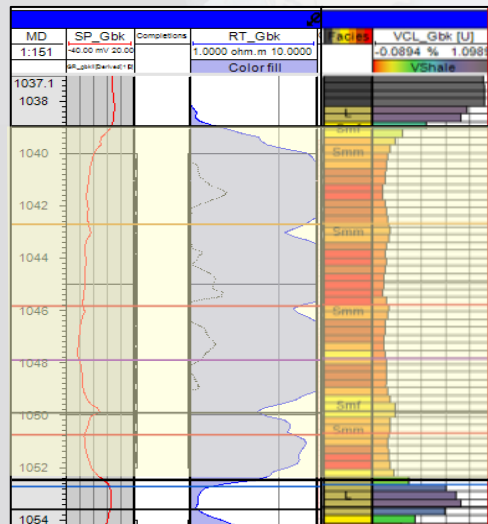 MD SP_Gbk Completions RT_Gbk Facies VCL_Gbk [U]
1:151 -40.00 mV 20.00 1.0000 ohm.m 10.0000 -0.0894 % 1.0989
Color fill VShale
1037.1
1038
L
Smf
1040 Smm
1042
Smm
1044
1046 Smm
1048
Smf
1050
Smm
1052
L
1054